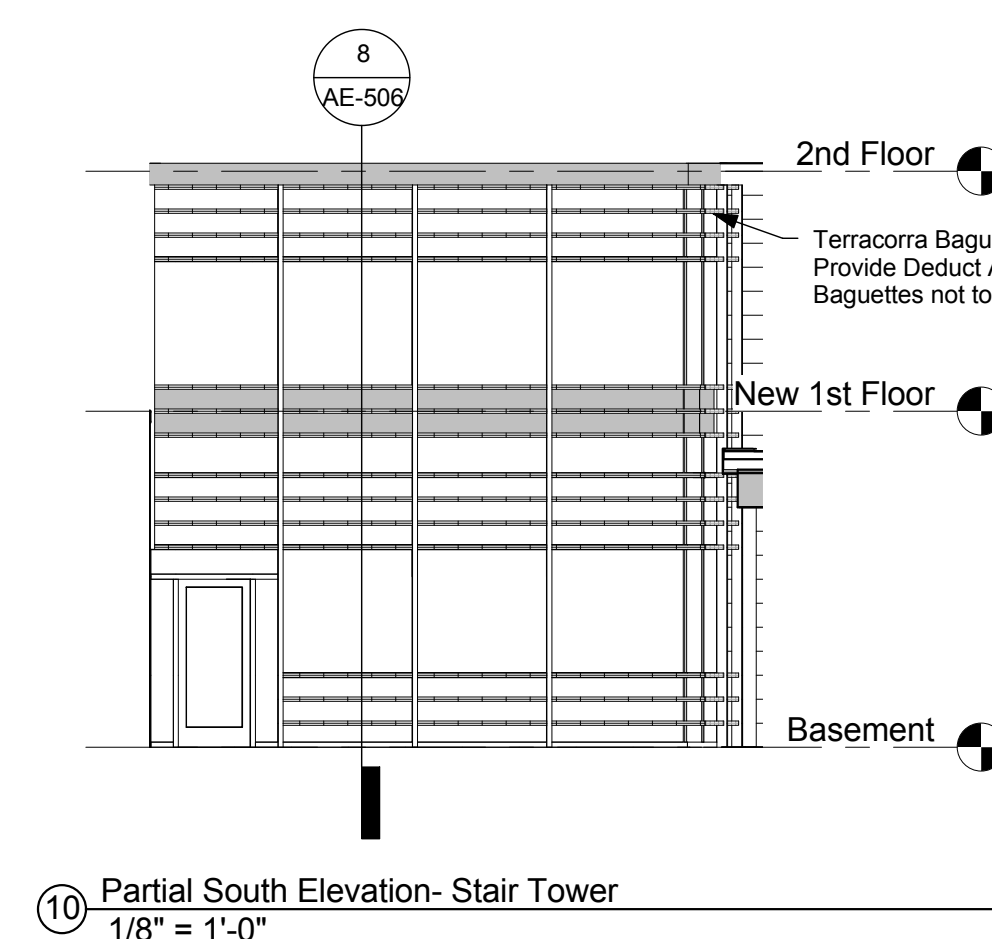 8
AE-506
2nd Floor
Terracorra Bagu
Provide Deduct
Baguettes not to
New 1st Floor
Basement
10
Partial South Elevation- Stair Tower
1/8" = 1'-0"